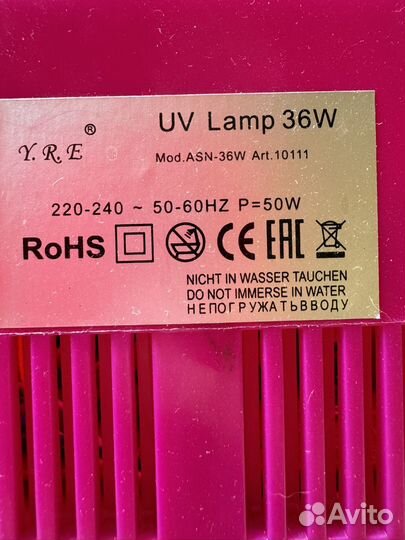 Y.R.E ®
UV Lamp 36W
Mod.ASN-36W Art.10111
220-240 ~ 50-60HZ P=50W
RoHS CE EAC
NICHT IN WASSER TAUCHEN
DO NOT IMMERSE IN WATER
НЕПОГРУЖАТЬВВОДУ
Avito